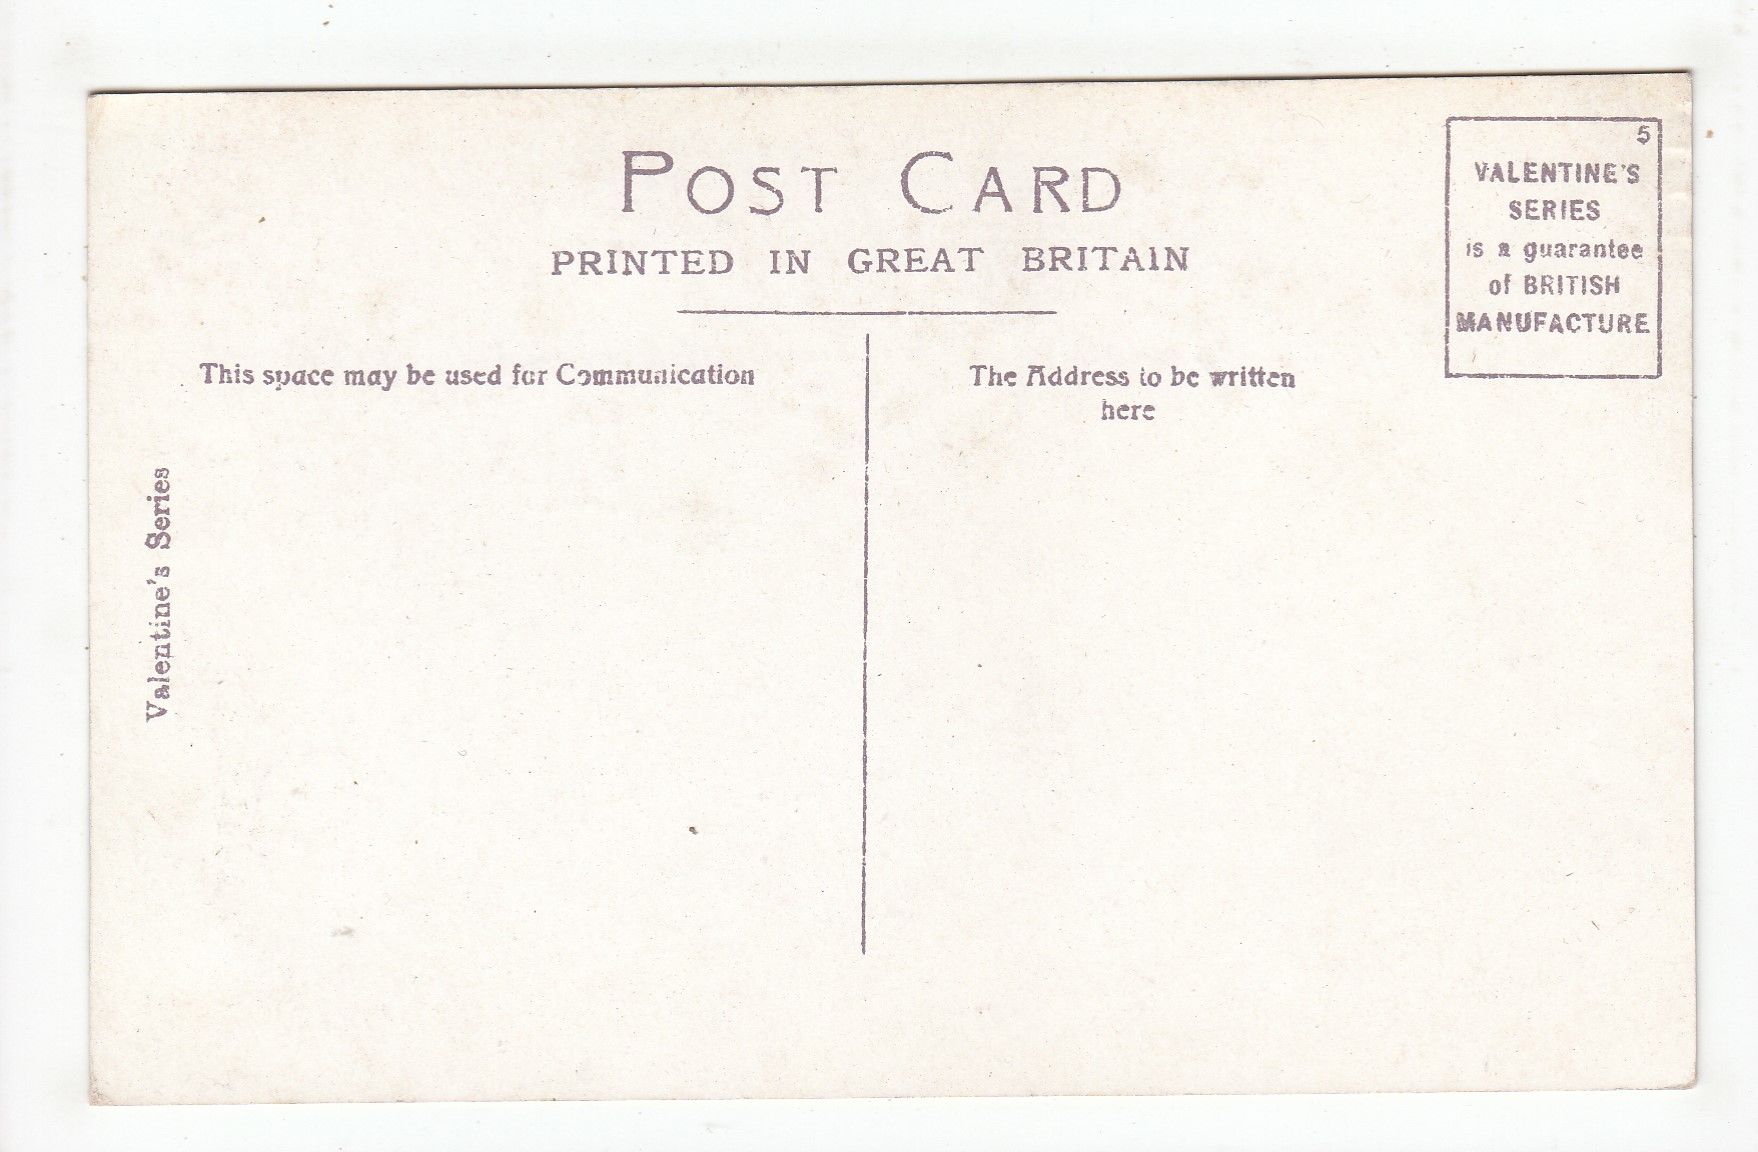 POST CARD
PRINTED IN GREAT BRITAIN
5
VALENTINE'S
SERIES
is a guarantee
of BRITISH
MANUFACTURE
This space may be used for Communication
The Address to be written
here
Valentine's Series